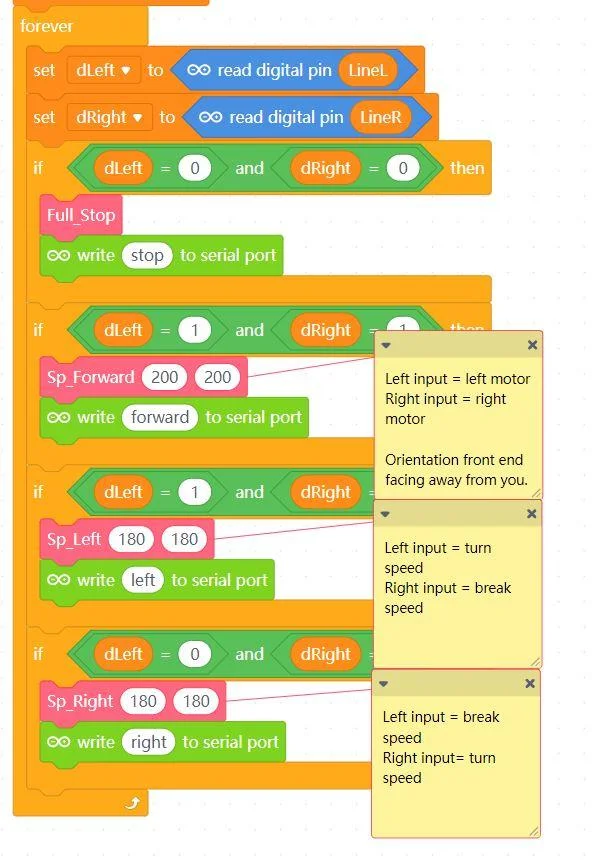 forever
set dLeft to read digital pin LineL
set dRight to read digital pin LineR
if dLeft = 0 and dRight = 0 then
Full_Stop
write stop to serial port
if dLeft = 1 and dRight = 1 then
Sp_Forward 200 200
write forward to serial port
Left input = left motor
Right input = right
motor
Orientation front end
facing away from you.
if dLeft = 1 and dRight =
Sp_Left 180 180
write left to serial port
Left input = turn
speed
Right input = break
speed
if dLeft = 0 and dRight =
Sp_Right 180 180
write right to serial port
Left input = break
speed
Right input= turn
speed